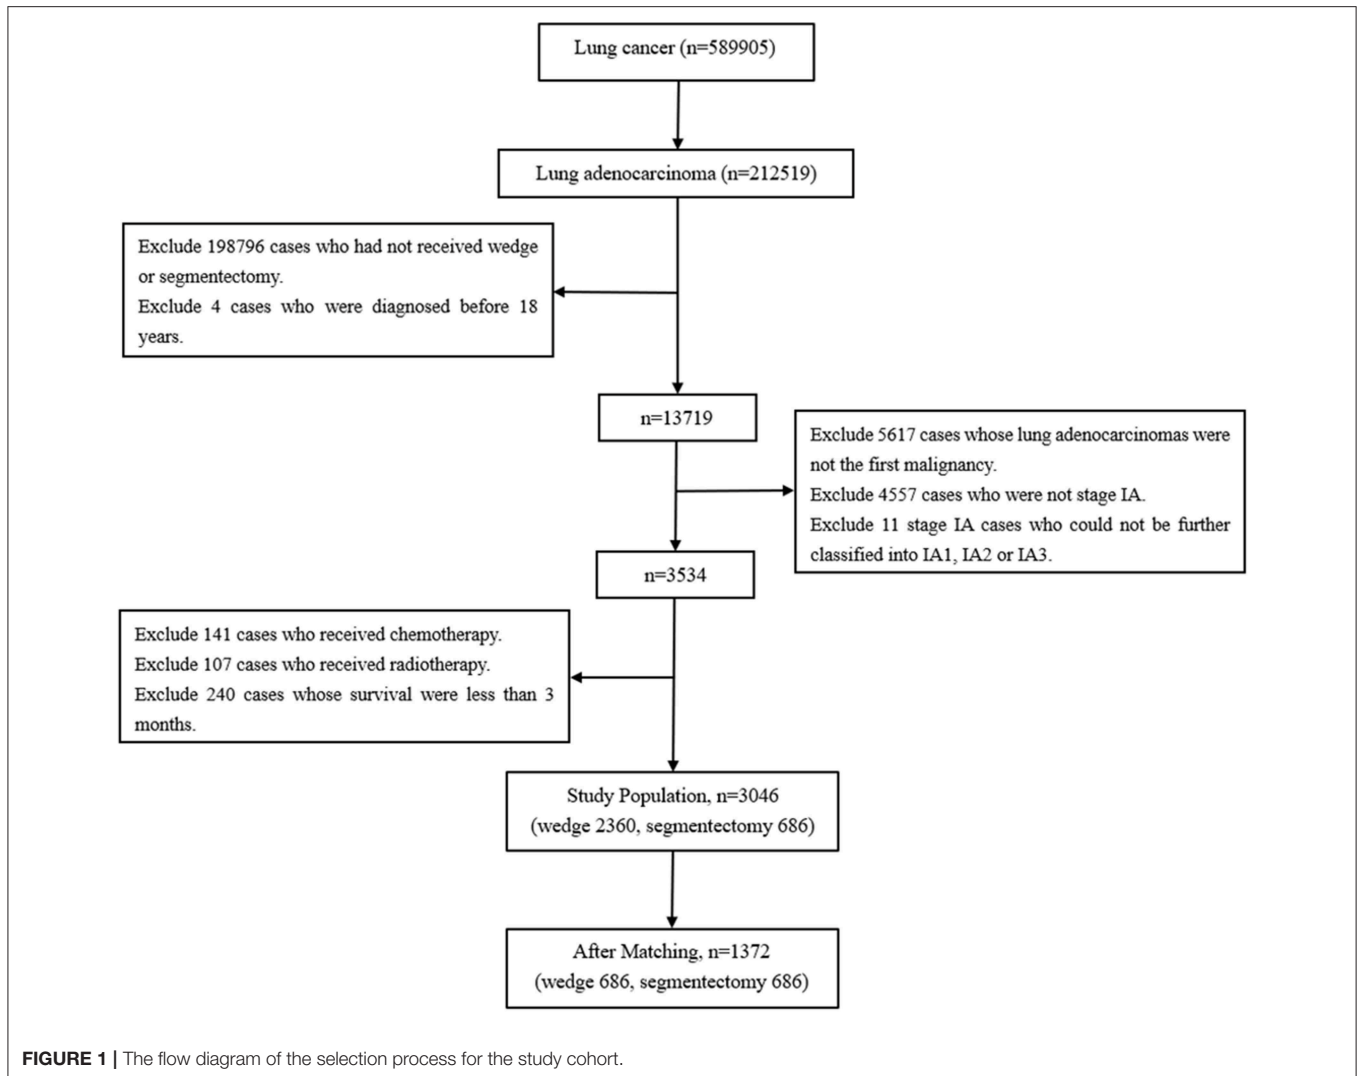 Lung cancer (n=589905)
Lung adenocarcinoma (n=212519)
Exclude 198796 cases who had not received wedge
or segmentectomy.
Exclude 4 cases who were diagnosed before 18
years.
n=13719
Exclude 5617 cases whose lung adenocarcinomas were
not the first malignancy.
Exclude 4557 cases who were not stage IA.
Exclude 11 stage IA cases who could not be further
classified into IA1, IA2 or IA3.
n=3534
Exclude 141 cases who received chemotherapy.
Exclude 107 cases who received radiotherapy.
Exclude 240 cases whose survival were less than 3
months.
Study Population, n=3046
(wedge 2360, segmentectomy 686)
After Matching, n=1372
(wedge 686, segmentectomy 686)
FIGURE 1 | The flow diagram of the selection process for the study cohort.